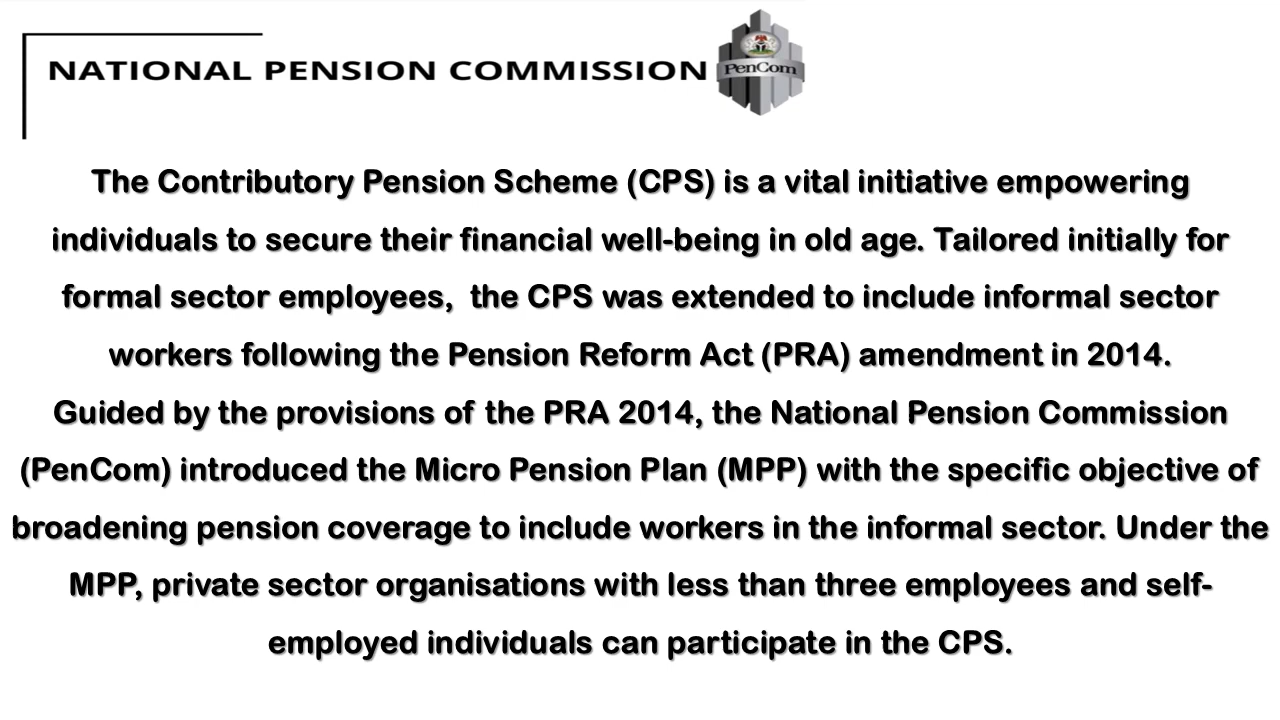 NATIONAL PENSION COMMISSION
PenCom
The Contributory Pension Scheme (CPS) is a vital initiative empowering
individuals to secure their financial well-being in old age. Tailored initially for
formal sector employees,  the CPS was extended to include informal sector
workers following the Pension Reform Act (PRA) amendment in 2014.
Guided by the provisions of the PRA 2014, the National Pension Commission
(PenCom) introduced the Micro Pension Plan (MPP) with the specific objective of
broadening pension coverage to include workers in the informal sector. Under the
MPP, private sector organisations with less than three employees and self-
employed individuals can participate in the CPS.